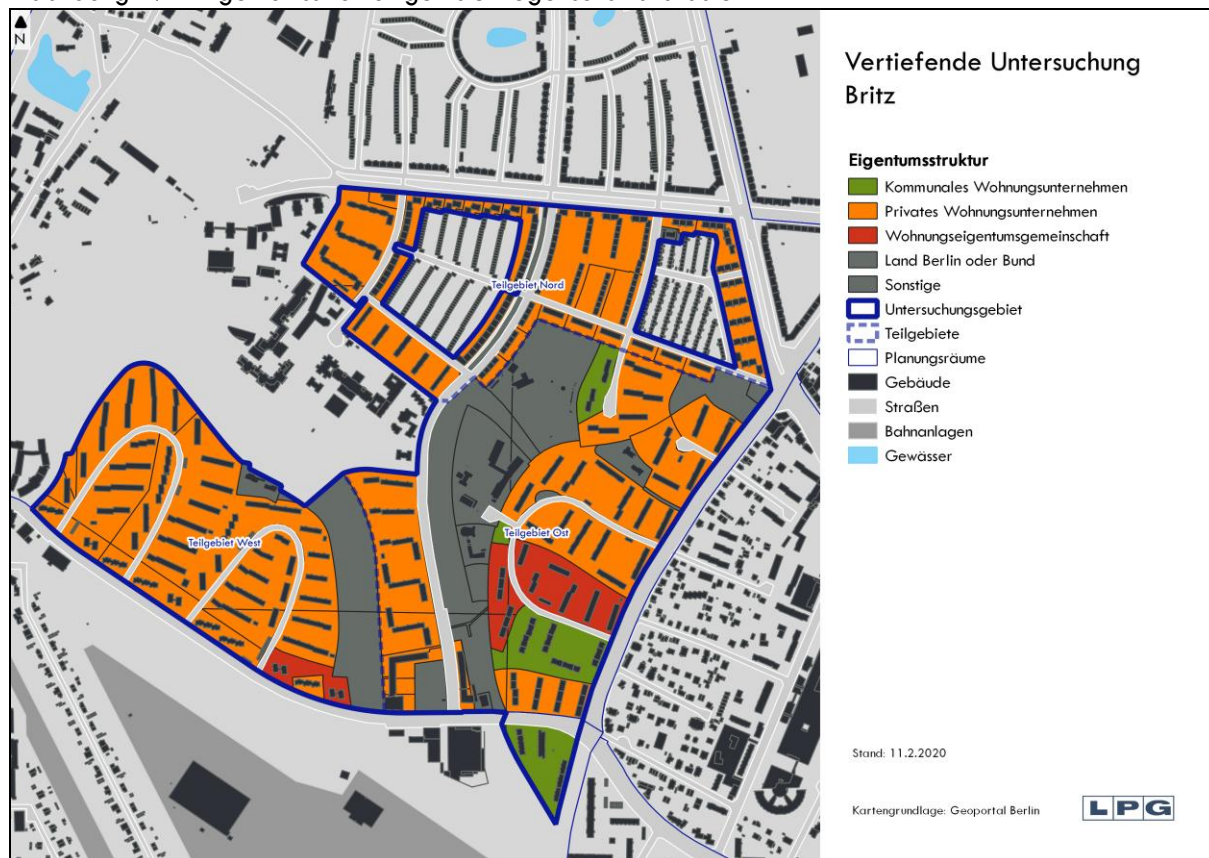 N
Vertiefende Untersuchung
Britz
Eigentumsstruktur
Kommunales Wohnungsunternehmen
Privates Wohnungsunternehmen
Wohnungseigentumsgemeinschaft
Land Berlin oder Bund
Sonstige
Untersuchungsgebiet
Teilgebiete
Planungsräume
Gebäude
Straßen
Bahnanlagen
Gewässer
Teilgebiet Nord
Teilgebiet Ost
Teilgebiet West
Stand: 11.2.2020
Kartengrundlage: Geoportal Berlin
LPG